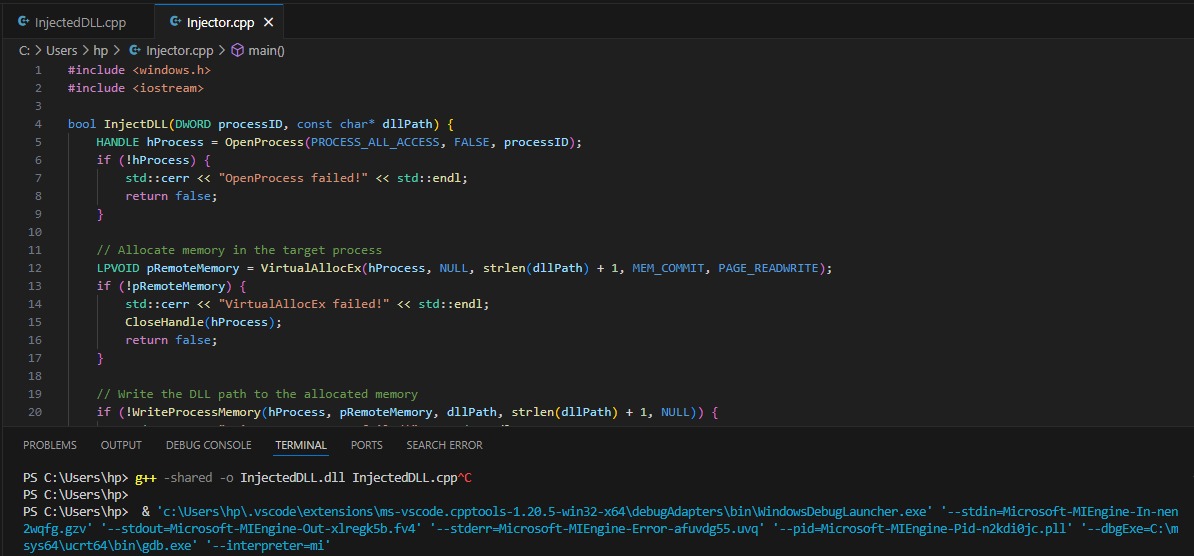 InjectedDLL.cpp Injector.cpp ×
C: > Users > hp > Injector.cpp > main()
1 #include <windows.h>
2 #include <iostream>
3
4 bool InjectDLL(DWORD processID, const char* dllPath) {
5 HANDLE hProcess = OpenProcess(PROCESS_ALL_ACCESS, FALSE, processID);
6 if (!hProcess) {
7 std::cerr << "OpenProcess failed!" << std::endl;
8 return false;
9 }
10
11 // Allocate memory in the target process
12 LPVOID pRemoteMemory = VirtualAllocEx(hProcess, NULL, strlen(dllPath) + 1, MEM_COMMIT, PAGE_READWRITE);
13 if (!pRemoteMemory) {
14 std::cerr << "VirtualAllocEx failed!" << std::endl;
15 CloseHandle(hProcess);
16 return false;
17 }
18
19 // Write the DLL path to the allocated memory
20 if (!WriteProcessMemory(hProcess, pRemoteMemory, dllPath, strlen(dllPath) + 1, NULL)) {
PROBLEMS OUTPUT DEBUG CONSOLE TERMINAL PORTS SEARCH ERROR
PS C:\Users\hp> g++ -shared -o InjectedDLL.dll InjectedDLL.cpp^C
PS C:\Users\hp>
PS C:\Users\hp> & 'c:\Users\hp\.vscode\extensions\ms-vscode.cpptools-1.20.5-win32-x64\debugAdapters\bin\WindowsDebugLauncher.exe' '--stdin=Microsoft-MIEngine-In-nen
2wqfg.gzv' '--stdout=Microsoft-MIEngine-Out-xlregk5b.fv4' '--stderr=Microsoft-MIEngine-Error-afuvdg55.uvq' '--pid=Microsoft-MIEngine-Pid-n2kdi0jc.pll' '--dbgExe=C:\m
sys64\ucrt64\bin\gdb.exe' '--interpreter=mi'